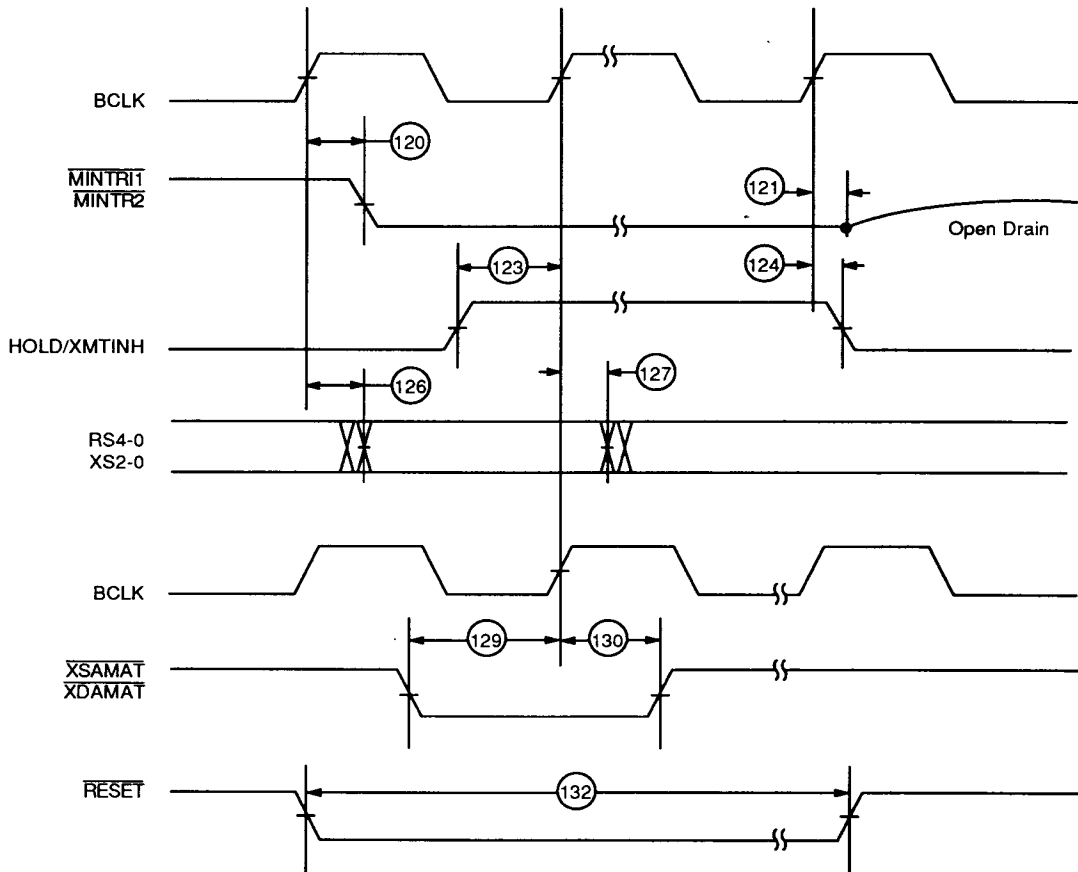 BCLK
120
MINTRI1
MINTR2
121
Open Drain
123
124
HOLD/XMTINH
126
127
RS4-0
XS2-0
BCLK
129
130
XSAMAT
XDAMAT
RESET
132